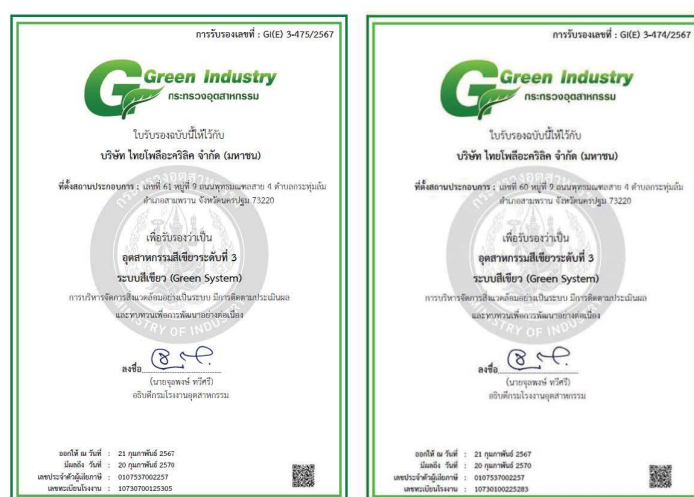 การรับรองเลขที่ : GI(E) 3-475/2567
Green Industry
กระทรวงอุตสาหกรรม
ใบรับรองฉบับนี้ให้ไว้กับ
บริษัท ไทยโพลีอะคริลิค จำกัด (มหาชน)
ที่ตั้งสถานประกอบการ : เลขที่ 61 หมู่ที่ 9 ถนนพุทธมณฑลสาย 4 ตำบลกระทุ่มล้ม
อำเภอสามพราน จังหวัดนครปฐม 73220
เพื่อรับรองว่าเป็น
อุตสาหกรรมสีเขียวระดับที่ 3
ระบบสีเขียว (Green System)
การบริหารจัดการสิ่งแวดล้อมอย่างเป็นระบบ มีการติดตามประเมินผล
และทบทวนเพื่อการพัฒนาอย่างต่อเนื่อง
ลงชื่อ
(นายจุลพงษ์ ทวีศรี)
อธิบดีกรมโรงงานอุตสาหกรรม
ออกให้ ณ วันที่ : 21 กุมภาพันธ์ 2567
มีผลถึง วันที่ : 20 กุมภาพันธ์ 2570
เลขประจำตัวผู้เสียภาษี : 0107537002257
เลขทะเบียนโรงงาน : 10730700125305
การรับรองเลขที่ : GI(E) 3-474/2567
Green Industry
กระทรวงอุตสาหกรรม
ใบรับรองฉบับนี้ให้ไว้กับ
บริษัท ไทยโพลีอะคริลิค จำกัด (มหาชน)
ที่ตั้งสถานประกอบการ : เลขที่ 60 หมู่ที่ 9 ถนนพุทธมณฑลสาย 4 ตำบลกระทุ่มล้ม
อำเภอสามพราน จังหวัดนครปฐม 73220
เพื่อรับรองว่าเป็น
อุตสาหกรรมสีเขียวระดับที่ 3
ระบบสีเขียว (Green System)
การบริหารจัดการสิ่งแวดล้อมอย่างเป็นระบบ มีการติดตามประเมินผล
และทบทวนเพื่อการพัฒนาอย่างต่อเนื่อง
ลงชื่อ
(นายจุลพงษ์ ทวีศรี)
อธิบดีกรมโรงงานอุตสาหกรรม
ออกให้ ณ วันที่ : 21 กุมภาพันธ์ 2567
มีผลถึง วันที่ : 20 กุมภาพันธ์ 2570
เลขประจำตัวผู้เสียภาษี : 0107537002257
เลขทะเบียนโรงงาน : 10730100225283